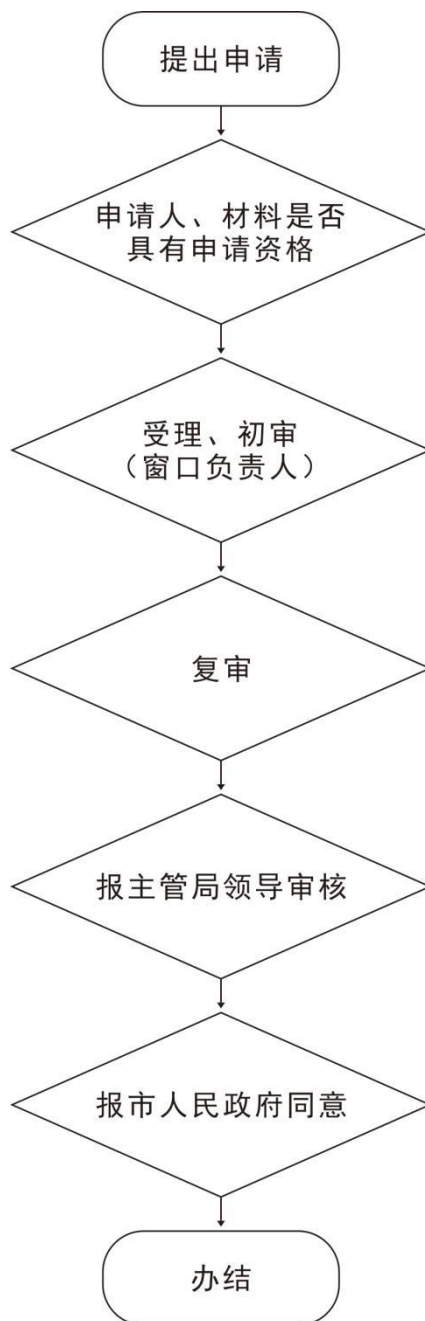 提出申请
申请人、材料是否
具有申请资格
受理、初审
（窗口负责人）
复审
报主管局领导审核
报市人民政府同意
办结